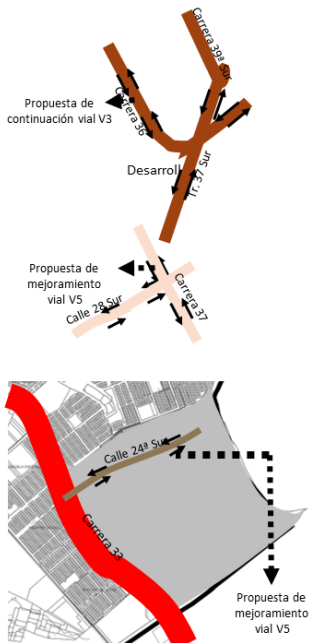 Carrera 39ª Sur
Propuesta de
continuación vial V3
Carrera 36
Desarroll
Tr. 37 Sur
Propuesta de
mejoramiento
vial V5
Carrera 37
Calle 28 Sur
Calle 24ª Sur
Carrera 33
Propuesta de
mejoramiento
vial V5